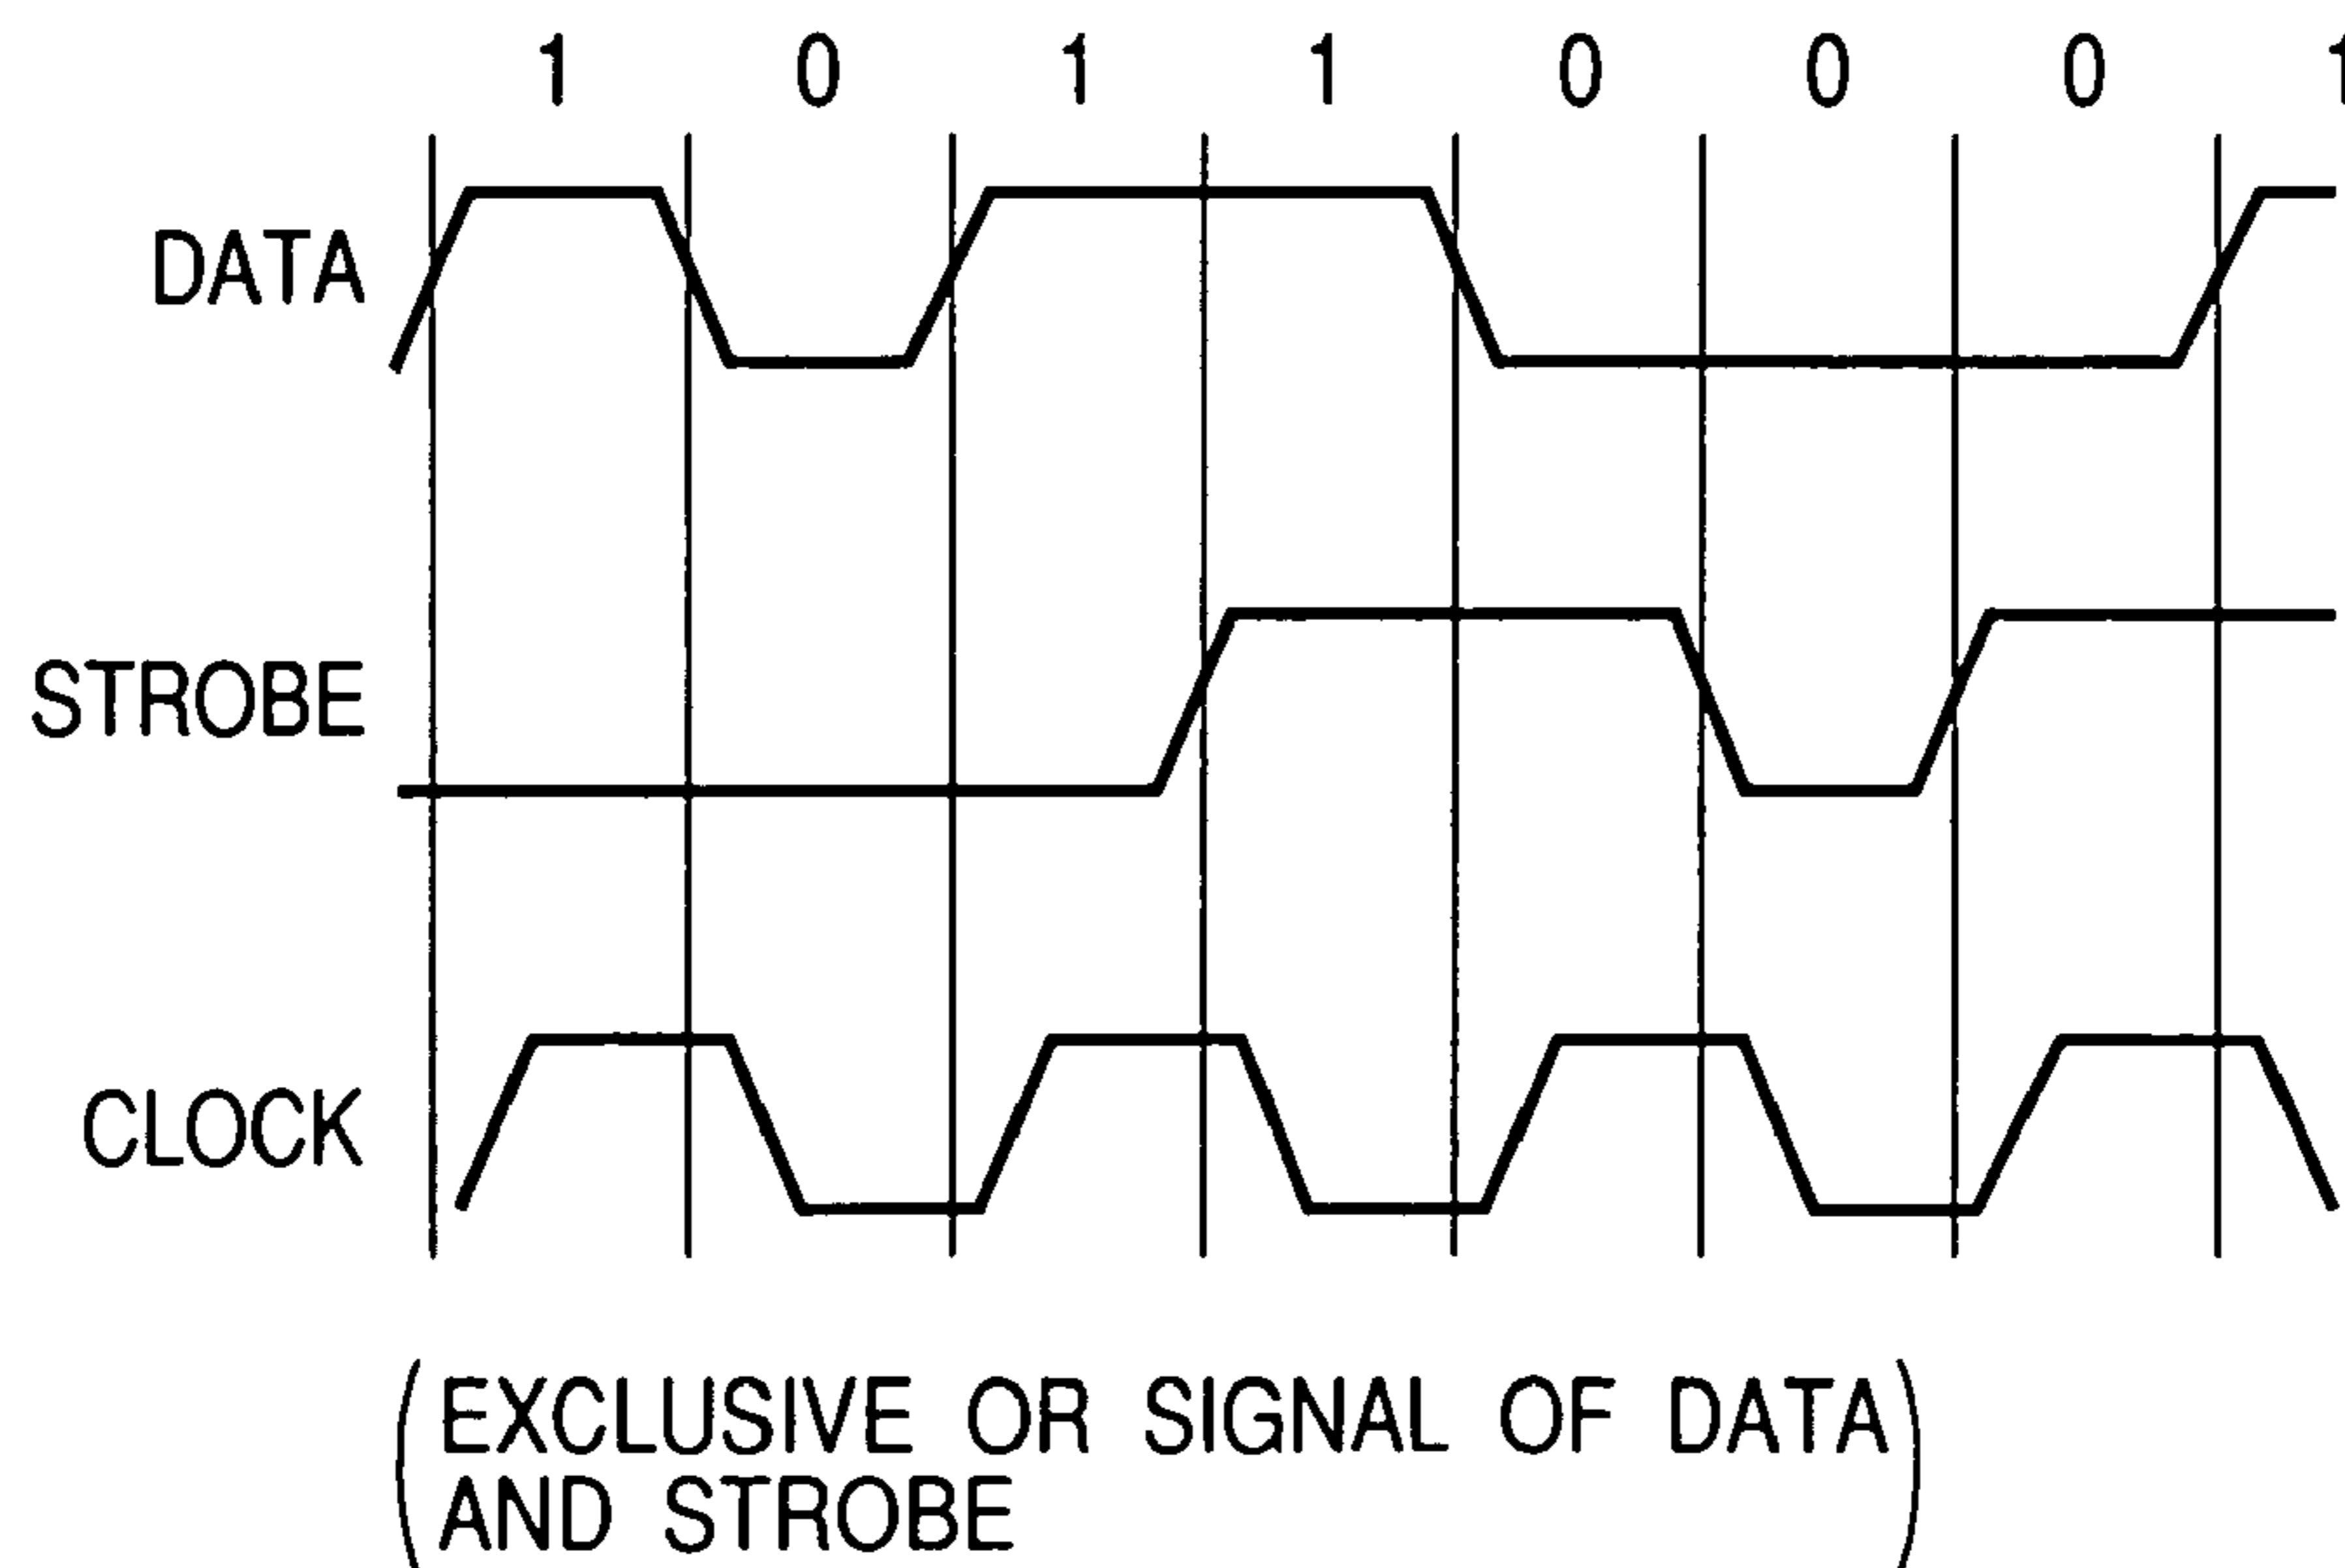 1 0 1 1 0 0 0 1
DATA
STROBE
CLOCK
EXCLUSIVE OR SIGNAL OF DATA
AND STROBE